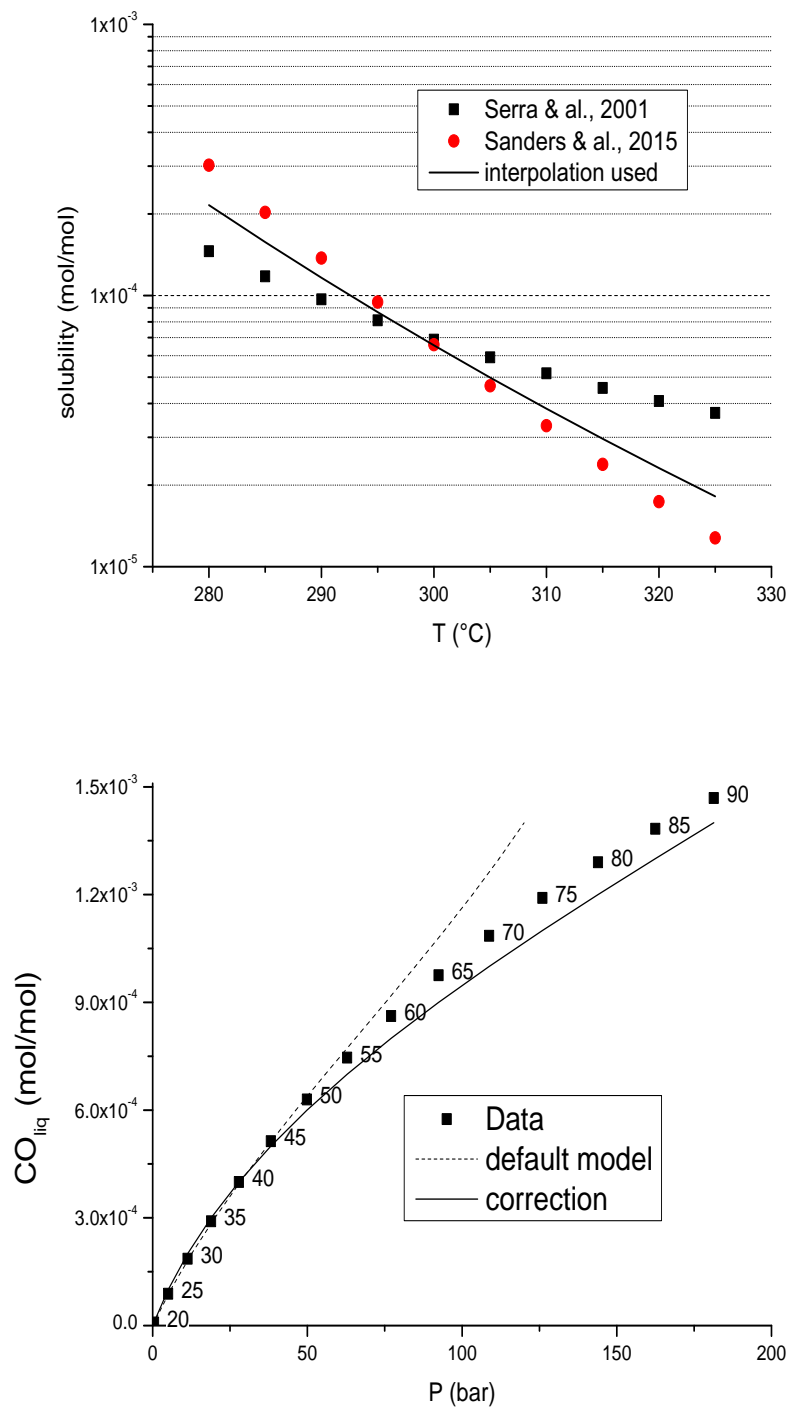 1x10⁻³
Serra & al., 2001
Sanders & al., 2015
interpolation used
solubility (mol/mol)
1x10⁻⁴
1x10⁻⁵
280 290 300 310 320 330
T (°C)
1.5x10⁻³
90
85
80
1.2x10⁻³
75
70
65
CO_liq (mol/mol)
9.0x10⁻⁴
60
55
50
6.0x10⁻⁴
45
Data
default model
correction
40
35
3.0x10⁻⁴
30
25
0.0
20
0 50 100 150 200
P (bar)